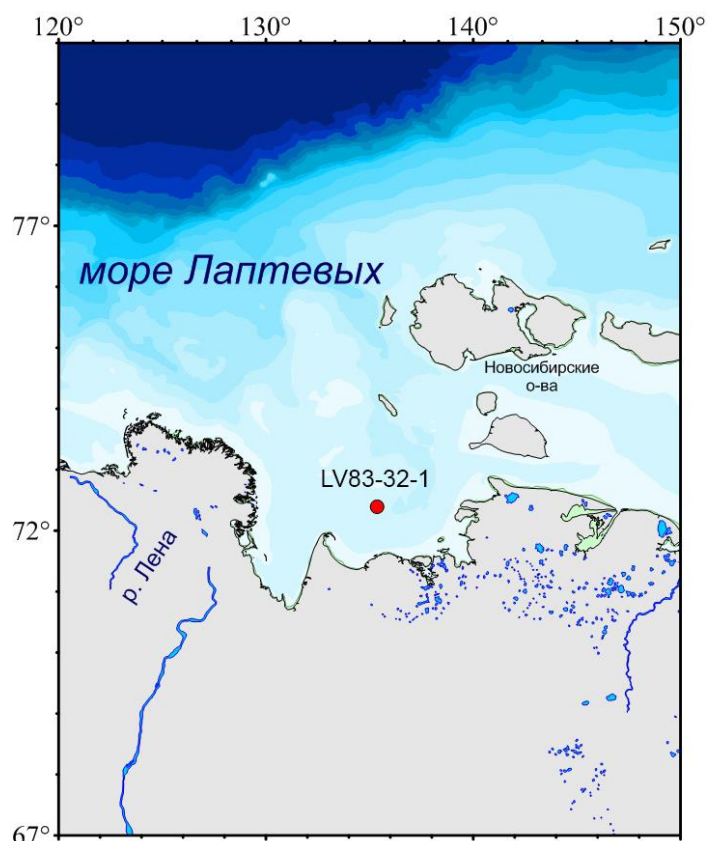 120° 130° 140° 150°
77°
море Лаптевых
Новосибирские
о-ва
LV83-32-1
72°
р. Лена
67°